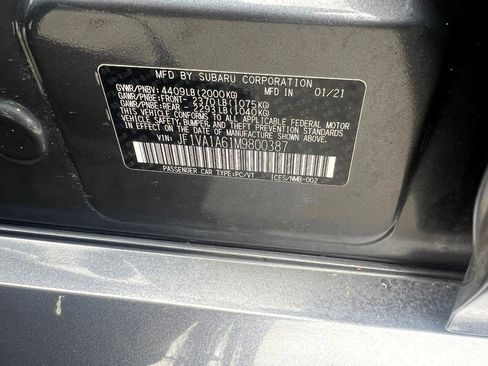 MFD BY SUBARU CORPORATION
GVWR/PNBV: 4409LB(2000KG) MFD IN 01/21
GAWR/PNBE:FRONT- 2370LB(1075KG)
GAWR/PNBE:REAR- 2293LB(1040KG)
THIS VEHICLE CONFORMS TO ALL APPLICABLE FEDERAL MOTOR
VEHICLE SAFETY, BUMPER, AND THEFT PREVENTION STANDARDS
IN EFFECT ON THE DATE OF MANUFACTURE SHOWN ABOVE.
VIN: JF1VA1A61M9800387
PASSENGER CAR TYPE:PC/VT ICES/NMB-002